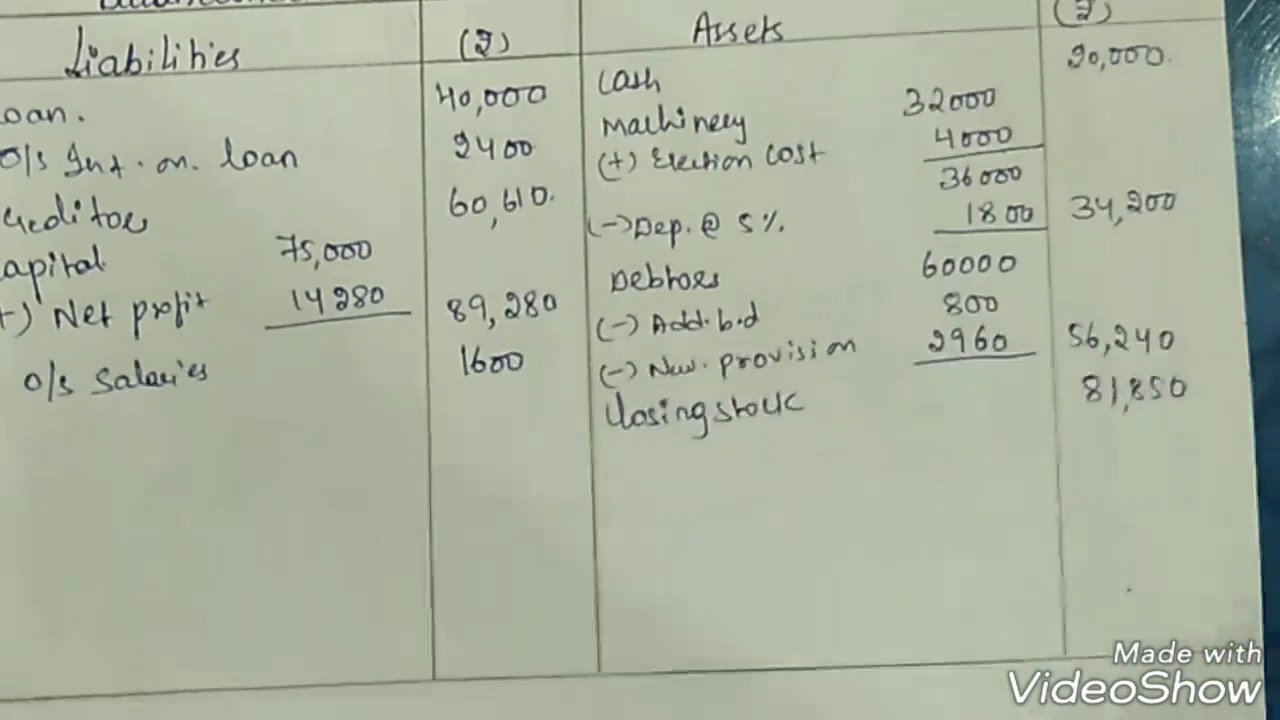 Liabilities (₹) Assets (₹)
oan. 40,000 Cash 20,000.
o/s Int. on. loan 2400 Machinery 32000
(+) Erection cost 4000
36000
reditors 60,610. (-) Dep. @ 5% 1800 34,200
apital 75,000 Debtors 60000
+) Net profit 14280 89,280 (-) Add. b.d 800
o/s Salaries 1600 (-) New. provision 2960 56,240
Closing stock 81,850
Made with
VideoShow